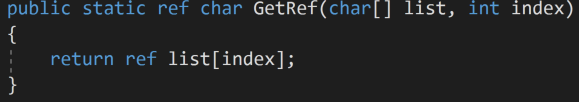 public static ref char GetRef(char[] list, int index)
{
    return ref list[index];
}